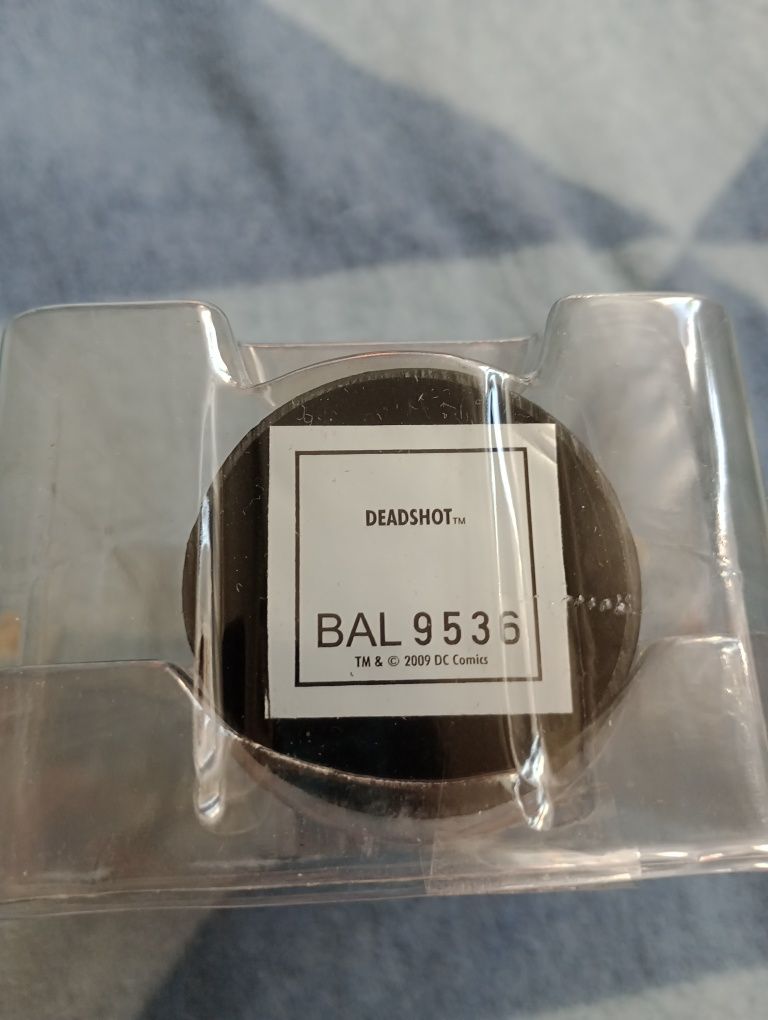 DEADSHOT™
BAL 9536
TM & © 2009 DC Comics